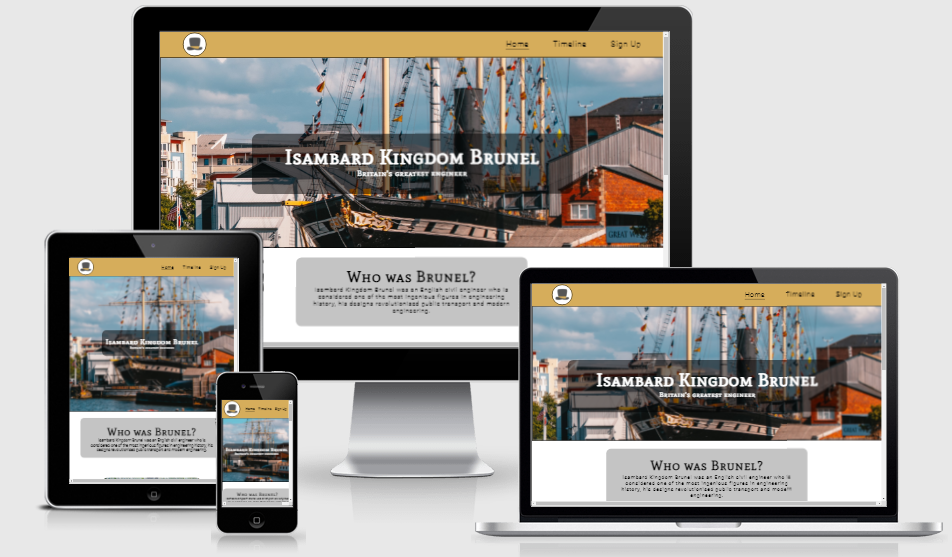 Home Timeline Sign Up
Isambard Kingdom Brunel
Britain's greatest engineer
GREAT W
Who was Brunel?
Isambard Kingdom Brunel was an English civil engineer who is
considered one of the most ingenious figures in engineering
history, his designs revolutionised public transport and modern
engineering.
Home Timeline Sign Up
Isambard Kingdom Brunel
Britain's greatest engineer
Who was Brunel?
Isambard Kingdom Brunel was an English civil engineer who is
considered one of the most ingenious figures in engineering history, his
designs revolutionised public transport and modern engineering.
Home Timeline Sign Up
Isambard Kingdom Brunel
Britain's greatest engineer
Who was Brunel?
Home Timeline Sign Up
Isambard Kingdom Brunel
Britain's greatest engineer
Who was Brunel?
Isambard Kingdom Brunel was an English civil engineer who is
considered one of the most ingenious figures in engineering
history, his designs revolutionised public transport and modern
engineering.